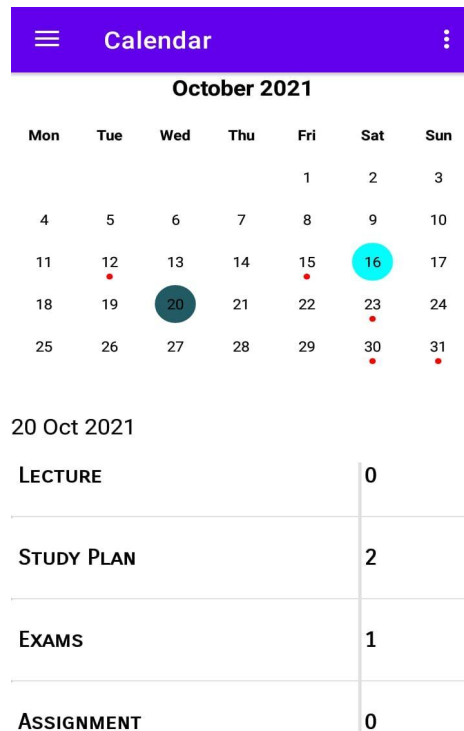 Calendar
October 2021
Mon Tue Wed Thu Fri Sat Sun
1 2 3
4 5 6 7 8 9 10
11 12 13 14 15 16 17
18 19 20 21 22 23 24
25 26 27 28 29 30 31
20 Oct 2021
Lecture 0
Study Plan 2
Exams 1
Assignment 0